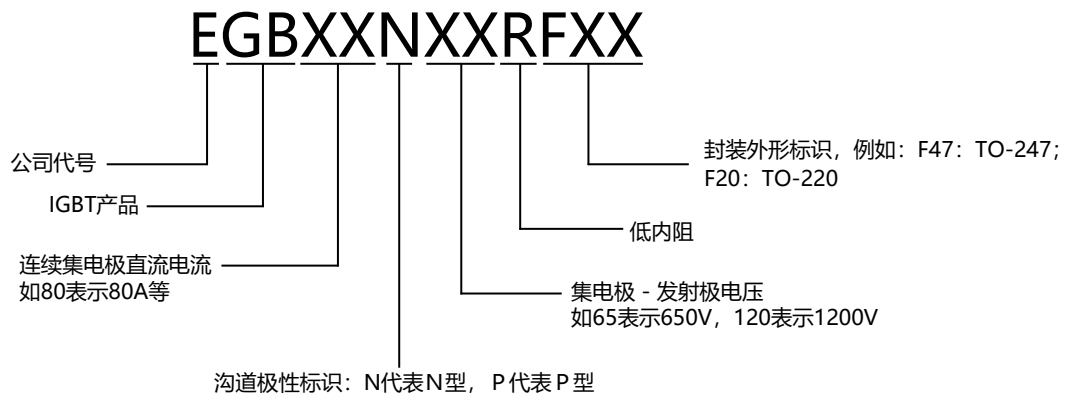 EGBXXNXXRFXX
公司代号
封装外形标识，例如：F47：TO-247；
F20：TO-220
IGBT产品
低内阻
连续集电极直流电流
如80表示80A等
集电极 - 发射极电压
如65表示650V，120表示1200V
沟道极性标识：N代表N型，P代表P型